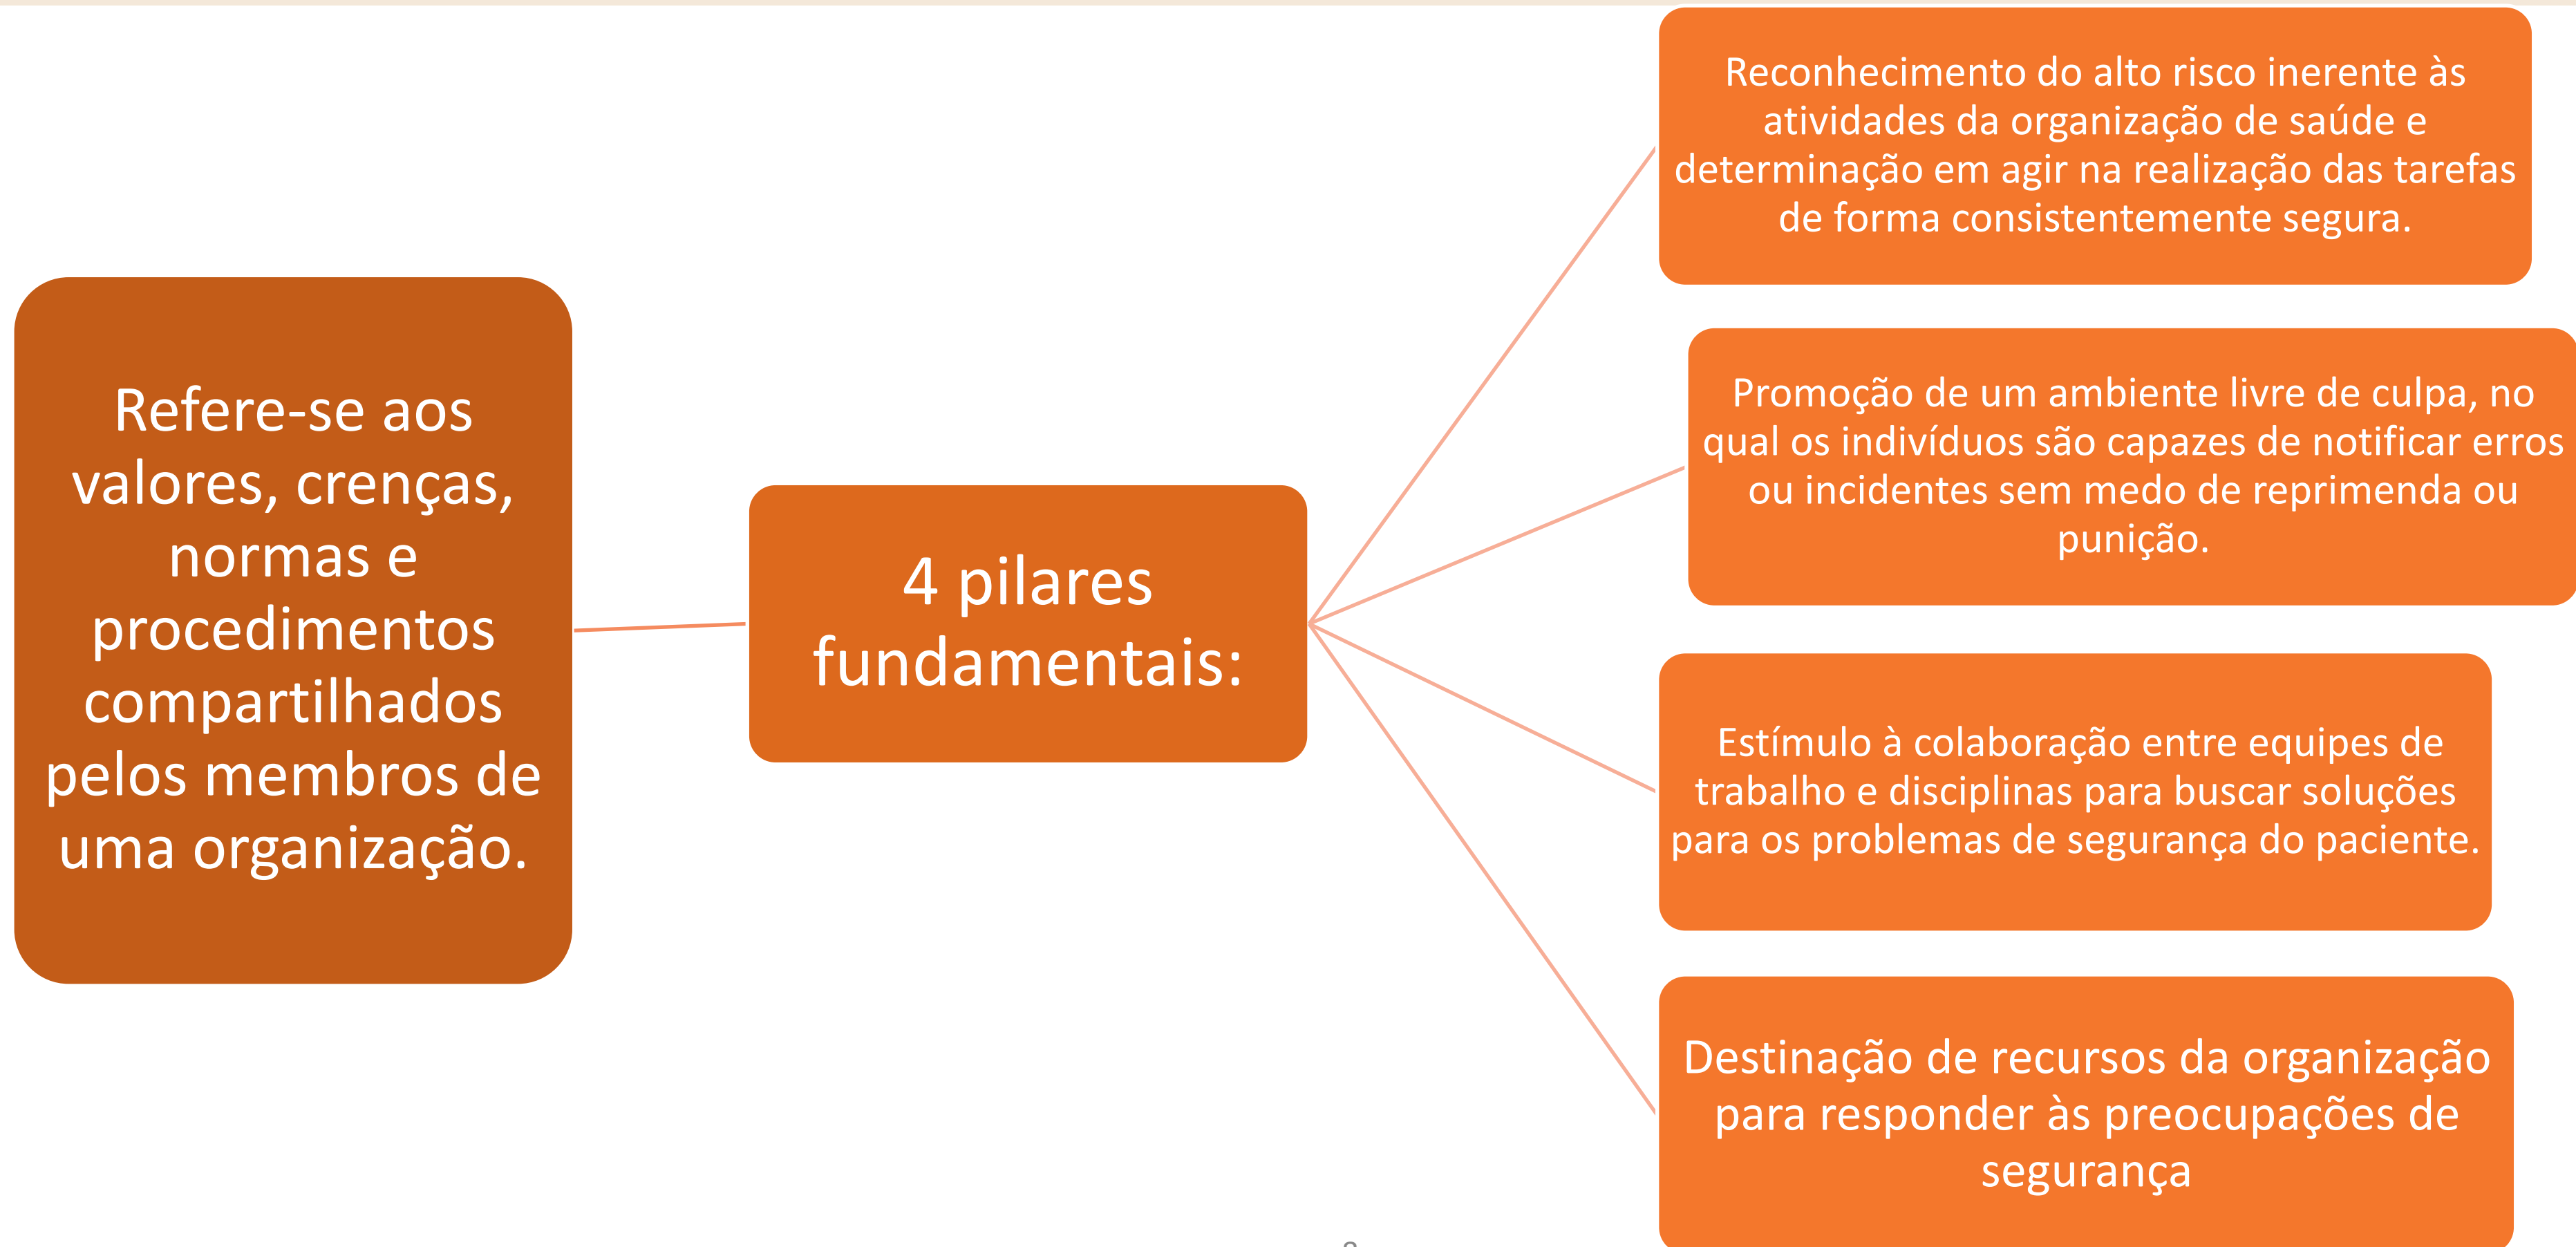 Refere-se aos
valores, crenças,
normas e
procedimentos
compartilhados
pelos membros de
uma organização.
4 pilares
fundamentais:
Reconhecimento do alto risco inerente às
atividades da organização de saúde e
determinação em agir na realização das tarefas
de forma consistentemente segura.
Promoção de um ambiente livre de culpa, no
qual os indivíduos são capazes de notificar erros
ou incidentes sem medo de reprimenda ou
punição.
Estímulo à colaboração entre equipes de
trabalho e disciplinas para buscar soluções
para os problemas de segurança do paciente.
Destinação de recursos da organização
para responder às preocupações de
segurança